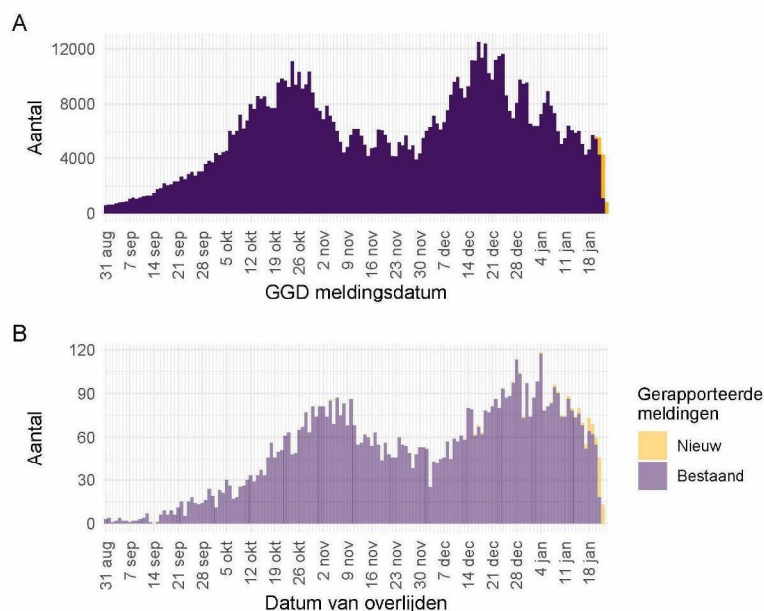 A
Aantal
12000
8000
4000
0
31 aug
7 sep
14 sep
21 sep
28 sep
5 okt
12 okt
19 okt
26 okt
2 nov
9 nov
16 nov
23 nov
30 nov
7 dec
14 dec
21 dec
28 dec
4 jan
11 jan
18 jan
GGD meldingsdatum
B
Aantal
120
90
60
30
0
31 aug
7 sep
14 sep
21 sep
28 sep
5 okt
12 okt
19 okt
26 okt
2 nov
9 nov
16 nov
23 nov
30 nov
7 dec
14 dec
21 dec
28 dec
4 jan
11 jan
18 jan
Datum van overlijden
Gerapporteerde
meldingen
Nieuw
Bestaand